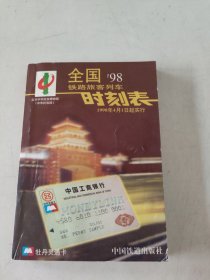 全国 '98
铁路旅客列车
时刻表
1998年4月1日起实行
中国工商银行
牡丹灵通卡
中国铁道出版社